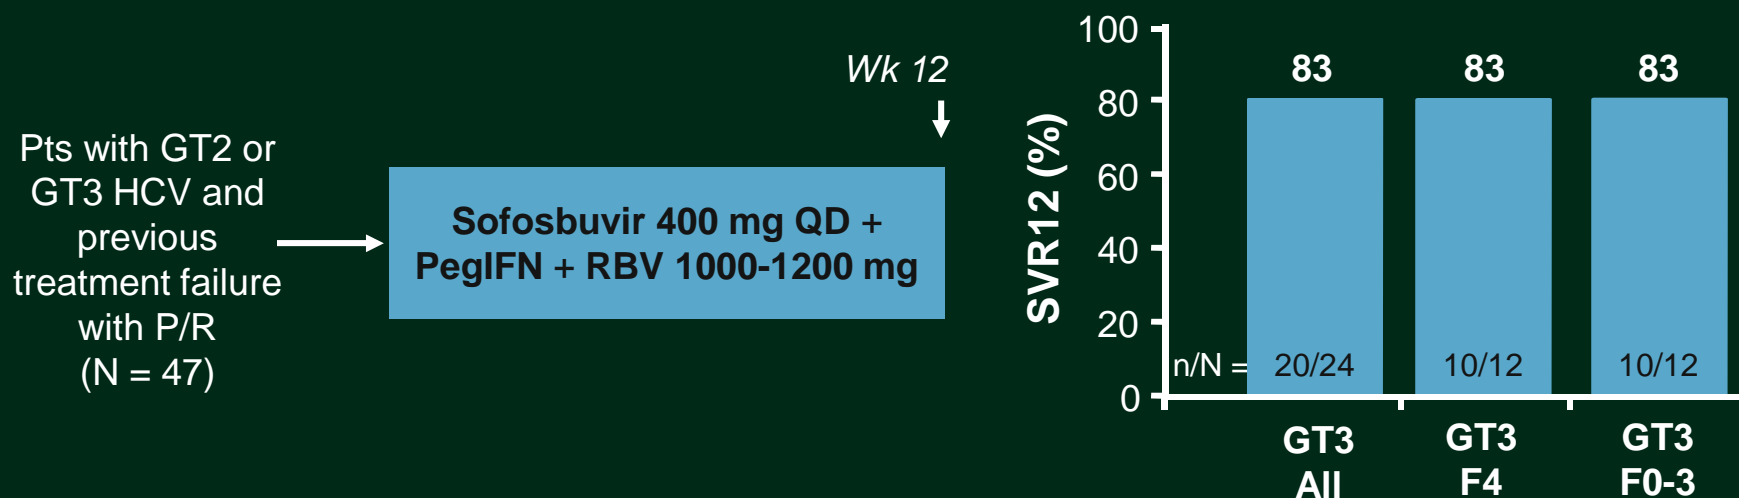 Pts with GT2 or
GT3 HCV and
previous
treatment failure
with P/R
(N = 47)
Wk 12
Sofosbuvir 400 mg QD +
PegIFN + RBV 1000-1200 mg
SVR12 (%)
100
80
60
40
20
0
83
83
83
n/N =
20/24
10/12
10/12
GT3
All
GT3
F4
GT3
F0-3